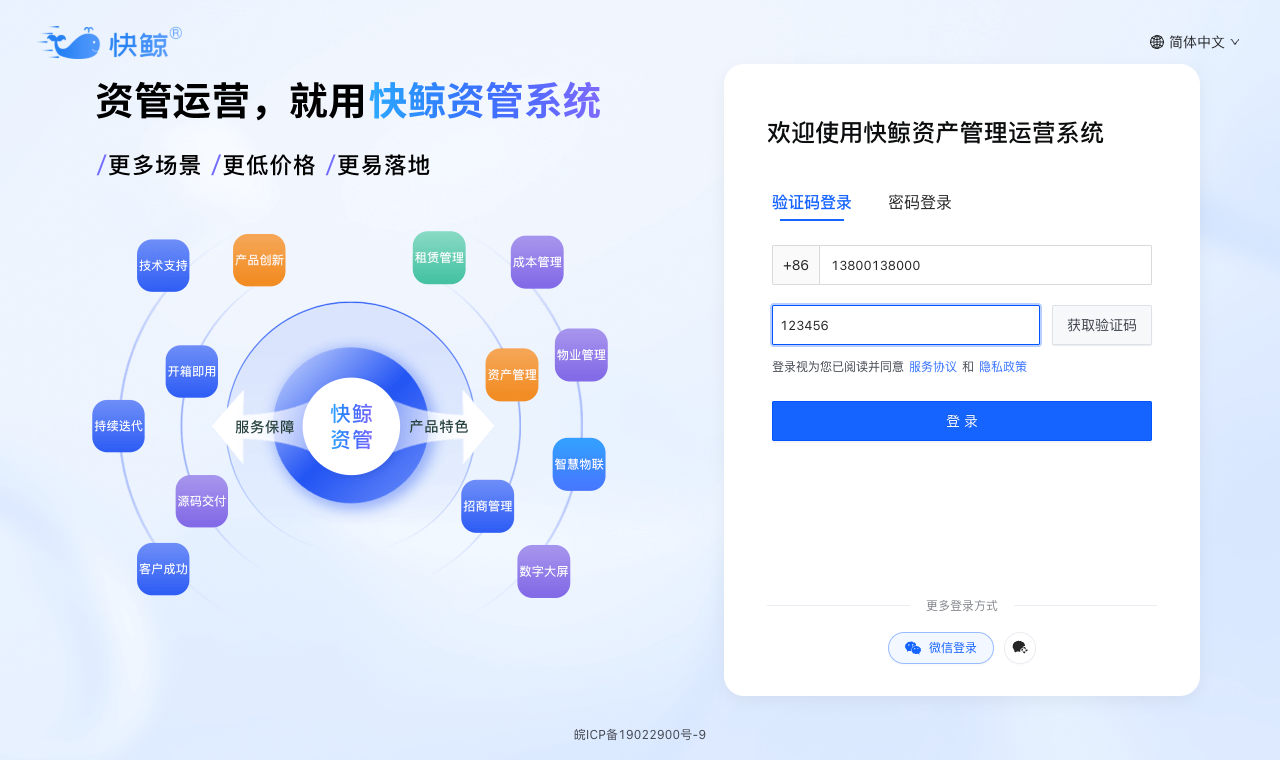 快鲸®
简体中文
资管运营，就用快鲸资管系统
/更多场景 /更低价格 /更易落地
技术支持
产品创新
租赁管理
成本管理
开箱即用
物业管理
资产管理
持续迭代
服务保障
快鲸
资管
产品特色
智慧物联
源码交付
招商管理
客户成功
数字大屏
欢迎使用快鲸资产管理运营系统
验证码登录 密码登录
+86 13800138000
123456 获取验证码
登录视为您已阅读并同意 服务协议 和 隐私政策
登 录
更多登录方式
微信登录
皖ICP备19022900号-9